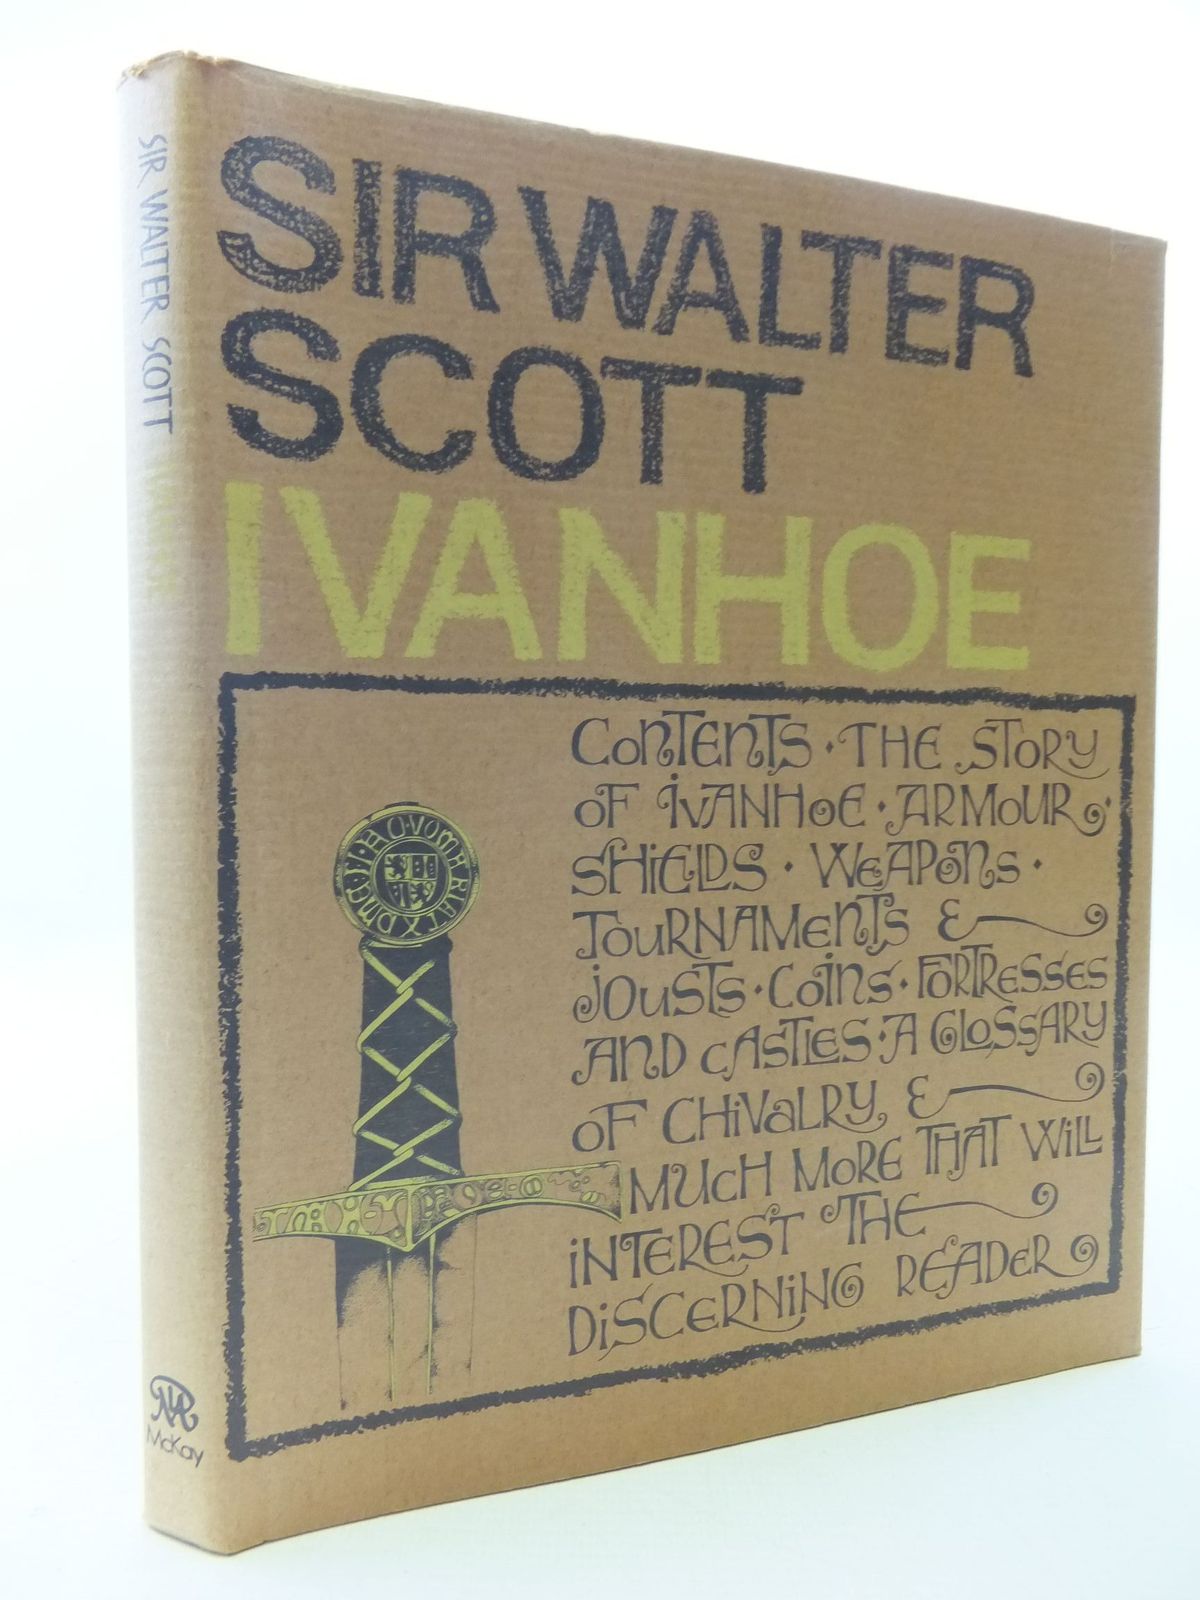 SIR WALTER SCOTT
McKay
SIR WALTER
SCOTT
IVANHOE
CONTENTS · THE STORY
OF IVANHOE · ARMOUR ·
SHIELDS · WEAPONS ·
TOURNAMENTS &
JOUSTS · COINS · FORTRESSES
AND CASTLES · A GLOSSARY
OF CHIVALRY, &
MUCH MORE THAT WILL
INTEREST THE
DISCERNING READER